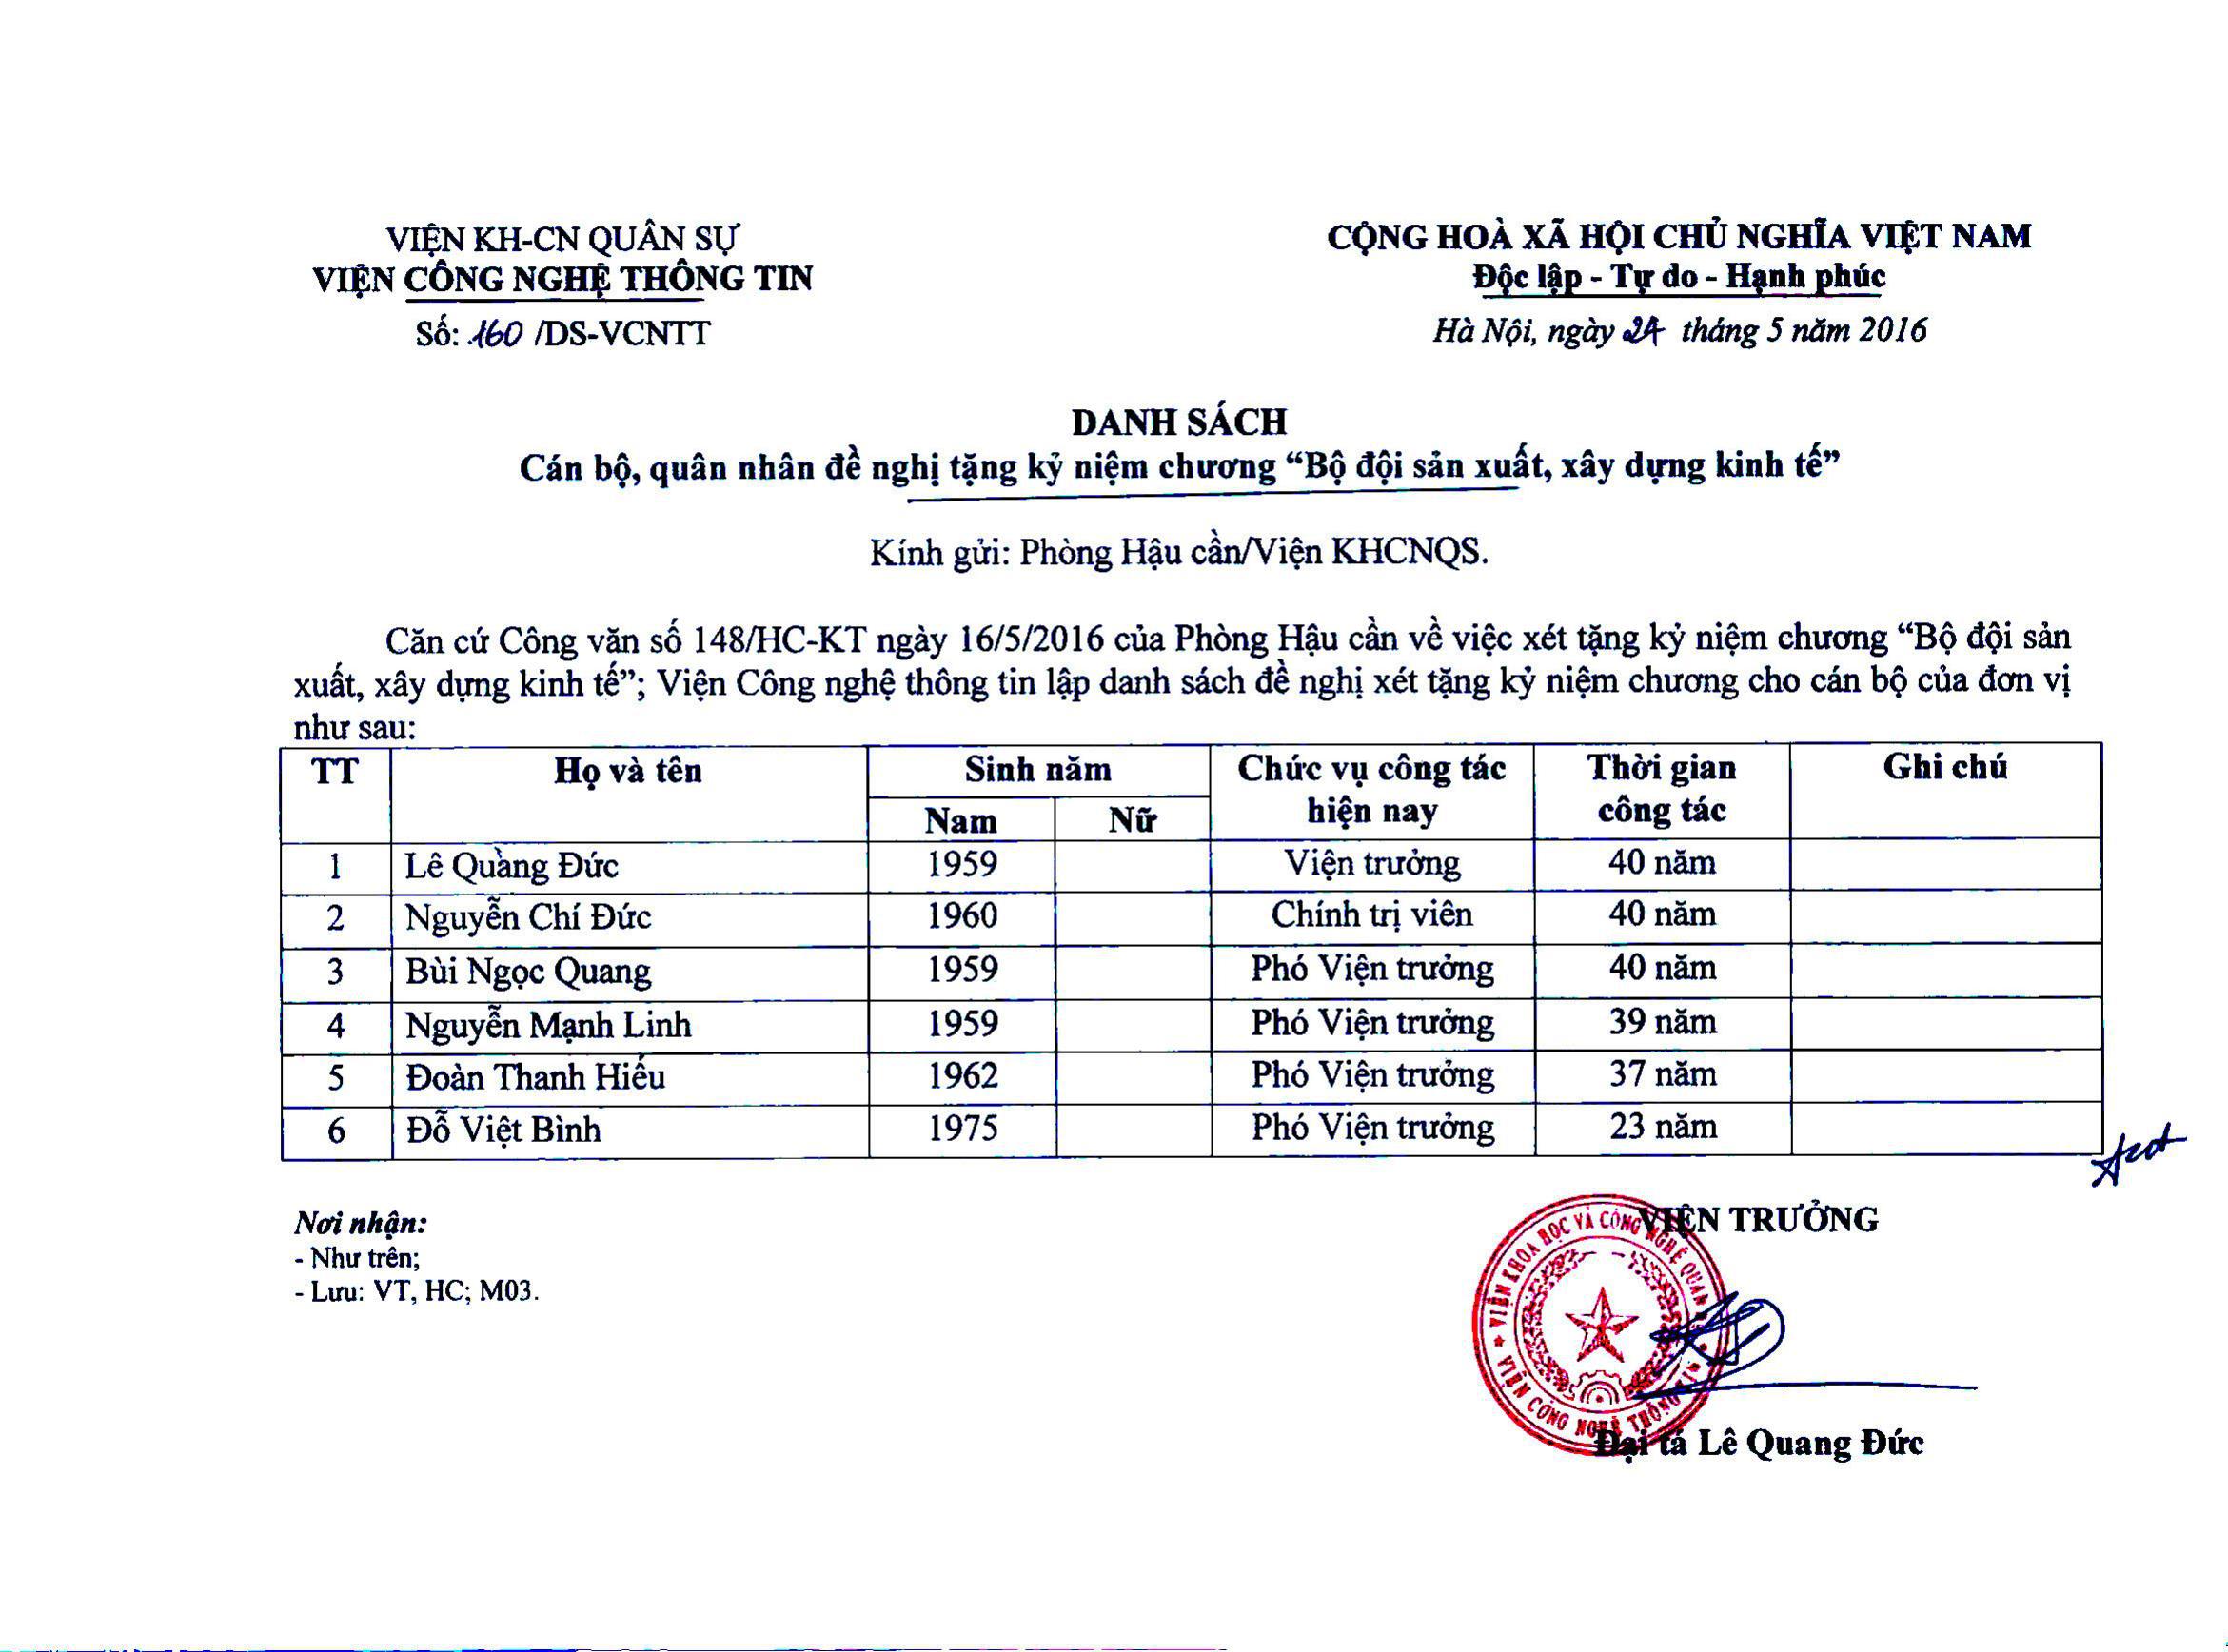 VIỆN KH-CN QUÂN SỰ
VIỆN CÔNG NGHỆ THÔNG TIN
Số: 160 /DS-VCNTT
CỘNG HOÀ XÃ HỘI CHỦ NGHĨA VIỆT NAM
Độc lập - Tự do - Hạnh phúc
Hà Nội, ngày 24 tháng 5 năm 2016
DANH SÁCH
Cán bộ, quân nhân đề nghị tặng kỷ niệm chương “Bộ đội sản xuất, xây dựng kinh tế”
Kính gửi: Phòng Hậu cần/Viện KHCNQS.
Căn cứ Công văn số 148/HC-KT ngày 16/5/2016 của Phòng Hậu cần về việc xét tặng kỷ niệm chương “Bộ đội sản
xuất, xây dựng kinh tế”; Viện Công nghệ thông tin lập danh sách đề nghị xét tặng kỷ niệm chương cho cán bộ của đơn vị
như sau:
TT Họ và tên Sinh năm Chức vụ công tác Thời gian Ghi chú
Nam Nữ hiện nay công tác
1 Lê Quàng Đức 1959 Viện trưởng 40 năm
2 Nguyễn Chí Đức 1960 Chính trị viên 40 năm
3 Bùi Ngọc Quang 1959 Phó Viện trưởng 40 năm
4 Nguyễn Mạnh Linh 1959 Phó Viện trưởng 39 năm
5 Đoàn Thanh Hiếu 1962 Phó Viện trưởng 37 năm
6 Đỗ Việt Bình 1975 Phó Viện trưởng 23 năm
Nơi nhận:
- Như trên;
- Lưu: VT, HC; M03.
VIỆN TRƯỞNG
VIỆN KHOA HỌC VÀ CÔNG NGHỆ QUÂN
VIỆN CÔNG NGHỆ THÔNG TIN
Đại tá Lê Quang Đức